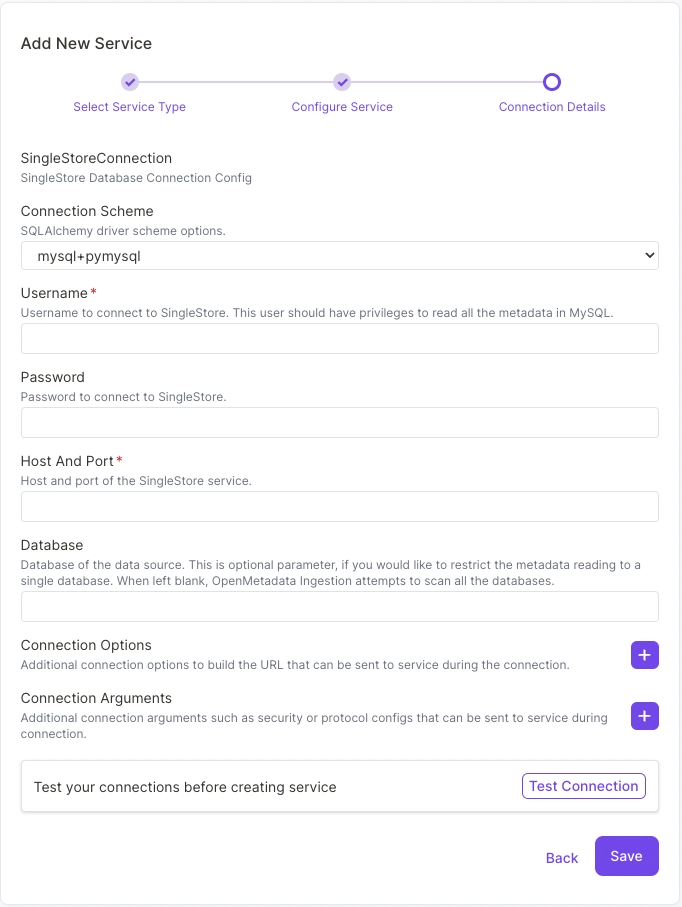 Add New Service
Select Service Type
Configure Service
Connection Details
SingleStoreConnection
SingleStore Database Connection Config
Connection Scheme
SQLAlchemy driver scheme options.
mysql+pymysql
Username*
Username to connect to SingleStore. This user should have privileges to read all the metadata in MySQL.
Password
Password to connect to SingleStore.
Host And Port*
Host and port of the SingleStore service.
Database
Database of the data source. This is optional parameter, if you would like to restrict the metadata reading to a
single database. When left blank, OpenMetadata Ingestion attempts to scan all the databases.
Connection Options
Additional connection options to build the URL that can be sent to service during the connection.
Connection Arguments
Additional connection arguments such as security or protocol configs that can be sent to service during
connection.
Test your connections before creating service
Test Connection
Back
Save